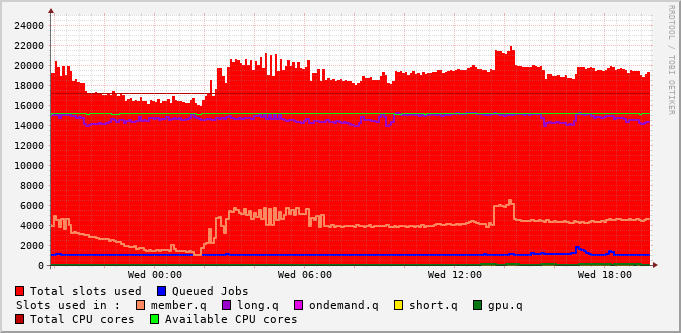 RRDTOOL / TOBI OETIKER
24000
22000
20000
18000
16000
14000
12000
10000
8000
6000
4000
2000
0
Wed 00:00 Wed 06:00 Wed 12:00 Wed 18:00
Total slots used Queued Jobs
Slots used in : member.q long.q ondemand.q short.q gpu.q
Total CPU cores Available CPU cores